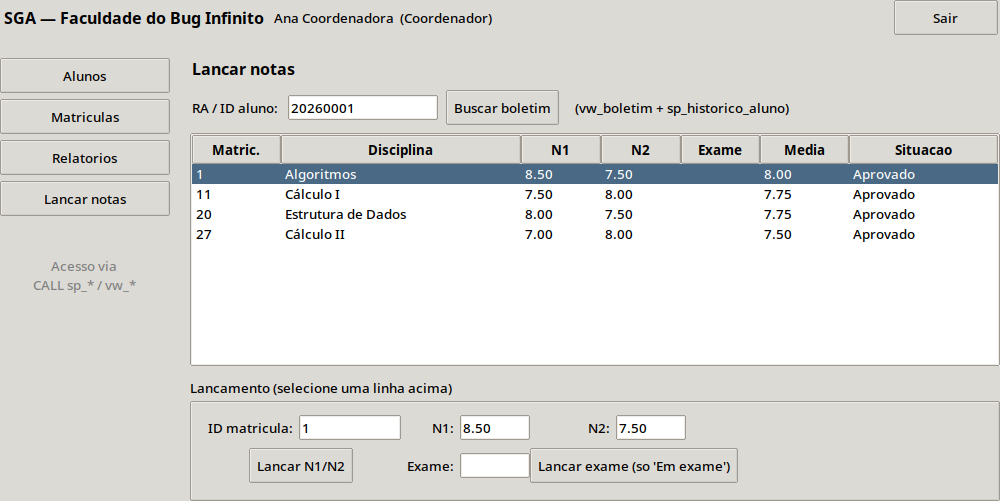 SGA — Faculdade do Bug Infinito Ana Coordenadora (Coordenador) Sair
Alunos
Matriculas
Relatorios
Lancar notas
Acesso via
CALL sp_* / vw_*
Lancar notas
RA / ID aluno: 20260001 Buscar boletim (vw_boletim + sp_historico_aluno)
Matric. Disciplina N1 N2 Exame Media Situacao
1 Algoritmos 8.50 7.50 8.00 Aprovado
11 Cálculo I 7.50 8.00 7.75 Aprovado
20 Estrutura de Dados 8.00 7.50 7.75 Aprovado
27 Cálculo II 7.00 8.00 7.50 Aprovado
Lancamento (selecione uma linha acima)
ID matricula: 1 N1: 8.50 N2: 7.50
Lancar N1/N2 Exame: Lancar exame (so 'Em exame')